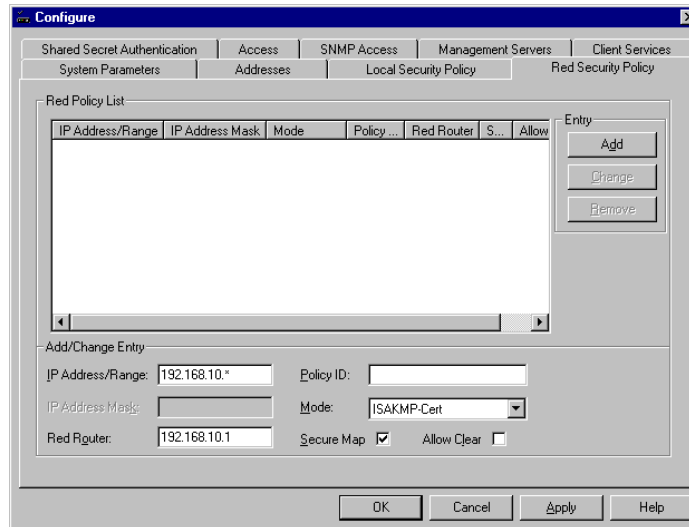 Configure
Shared Secret Authentication Access SNMP Access Management Servers Client Services
System Parameters Addresses Local Security Policy Red Security Policy
Red Policy List
IP Address/Range IP Address Mask Mode Policy ... Red Router S... Allow
Entry
Add
Change
Remove
Add/Change Entry
IP Address/Range: 192.168.10.* Policy ID:
IP Address Mask: Mode: ISAKMP-Cert
Red Router: 192.168.10.1 Secure Map Allow Clear
OK Cancel Apply Help